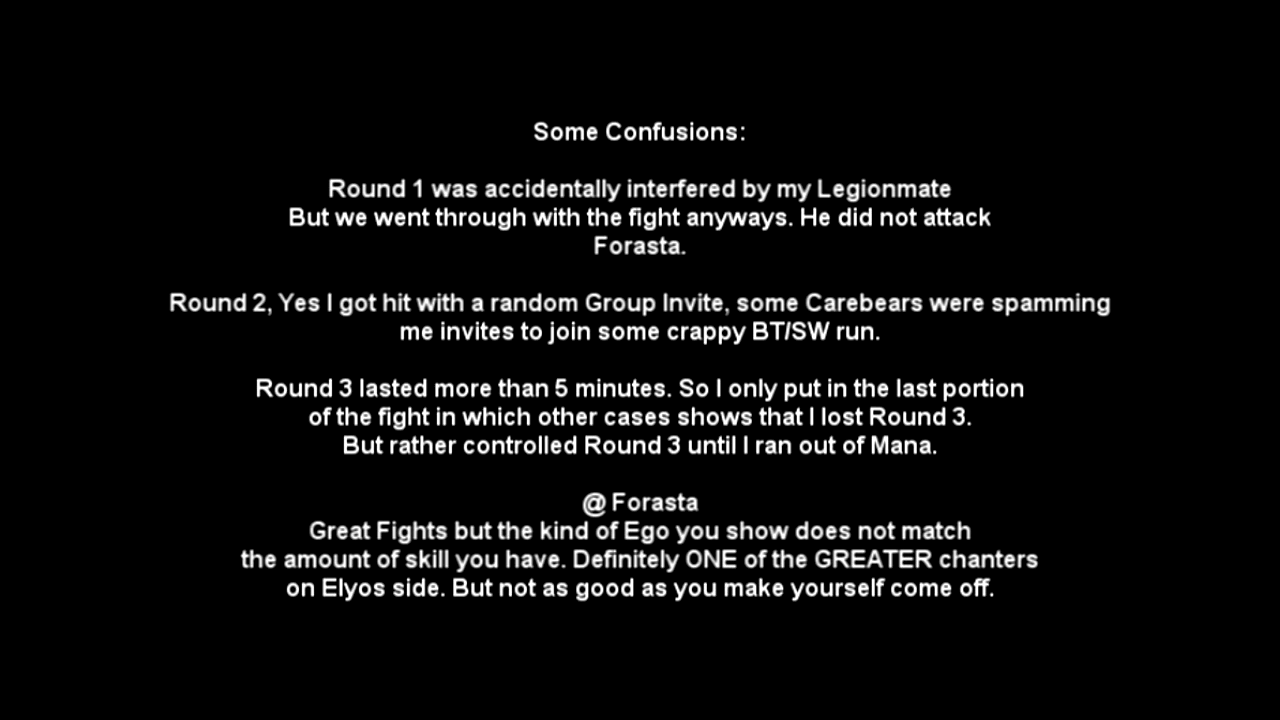 Some Confusions:
Round 1 was accidentally interfered by my Legionmate
But we went through with the fight anyways. He did not attack
Forasta.
Round 2, Yes I got hit with a random Group Invite, some Carebears were spamming
me invites to join some crappy BT/SW run.
Round 3 lasted more than 5 minutes. So I only put in the last portion
of the fight in which other cases shows that I lost Round 3.
But rather controlled Round 3 until I ran out of Mana.
@ Forasta
Great Fights but the kind of Ego you show does not match
the amount of skill you have. Definitely ONE of the GREATER chanters
on Elyos side. But not as good as you make yourself come off.